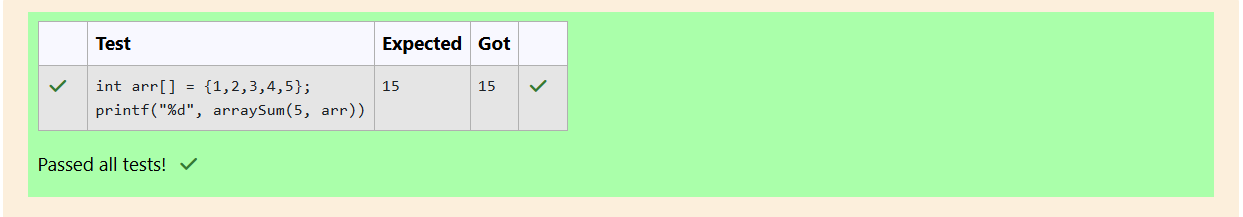 Test Expected Got
int arr[] = {1,2,3,4,5}; 15 15
printf("%d", arraySum(5, arr))
Passed all tests!